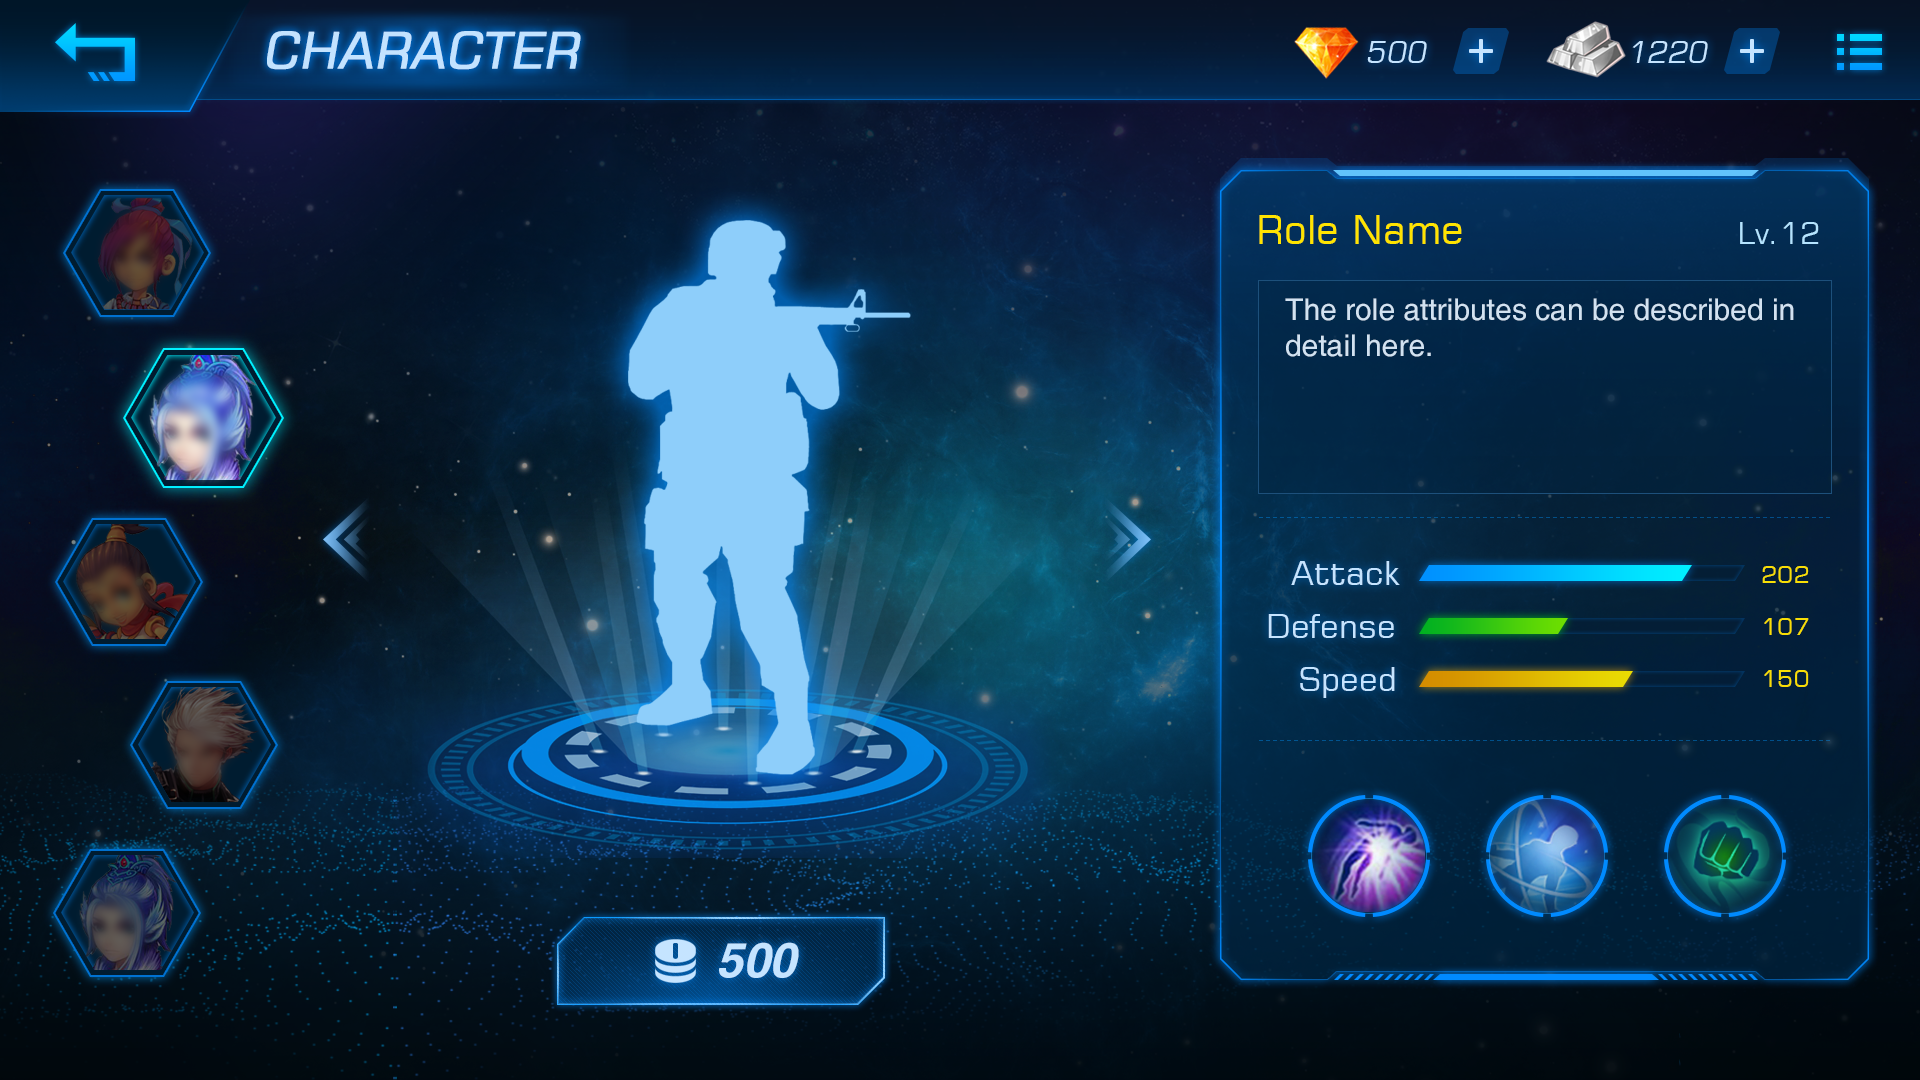 CHARACTER
500
1220
Role Name
Lv.12
The role attributes can be described in
detail here.
Attack
202
Defense
107
Speed
150
500